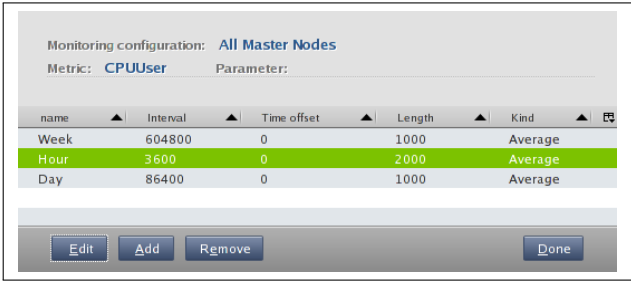 Monitoring configuration: All Master Nodes
Metric: CPUUser Parameter:
name Interval Time offset Length Kind
Week 604800 0 1000 Average
Hour 3600 0 2000 Average
Day 86400 0 1000 Average
Edit Add Remove Done